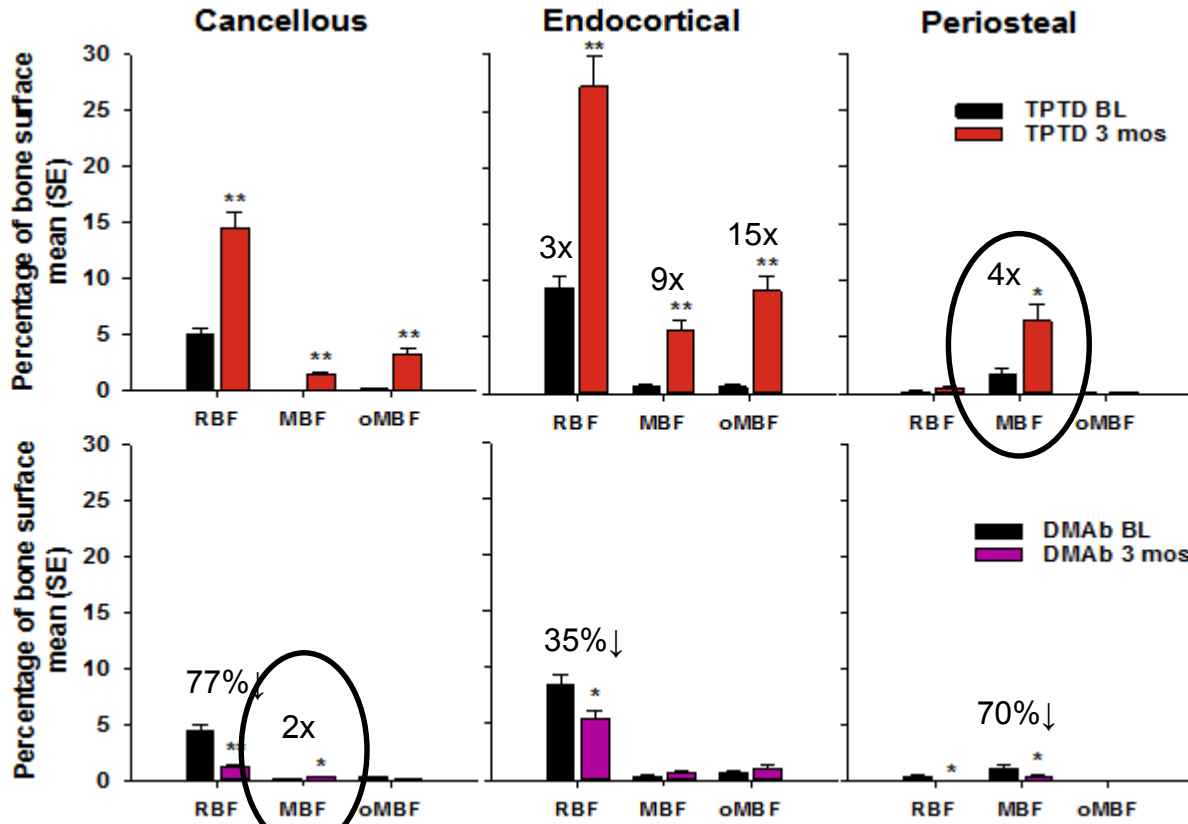 Cancellous
Endocortical
Periosteal
Percentage of bone surface
mean (SE)
30
25
20
15
10
5
0
**
**
**
RBF
MBF
oMBF
**
3x
9x
**
15x
**
RBF
MBF
oMBF
TPTD BL
TPTD 3 mos
4x
*
RBF
MBF
oMBF
Percentage of bone surface
mean (SE)
30
25
20
15
10
5
0
77%↓
**
2x
*
RBF
MBF
oMBF
35%↓
*
RBF
MBF
oMBF
DMAb BL
DMAb 3 mos
70%↓
*
*
RBF
MBF
oMBF